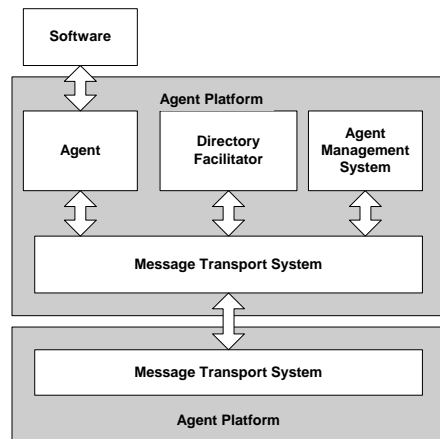 Software
Agent Platform
Agent
Directory
Facilitator
Agent
Management
System
Message Transport System
Message Transport System
Agent Platform